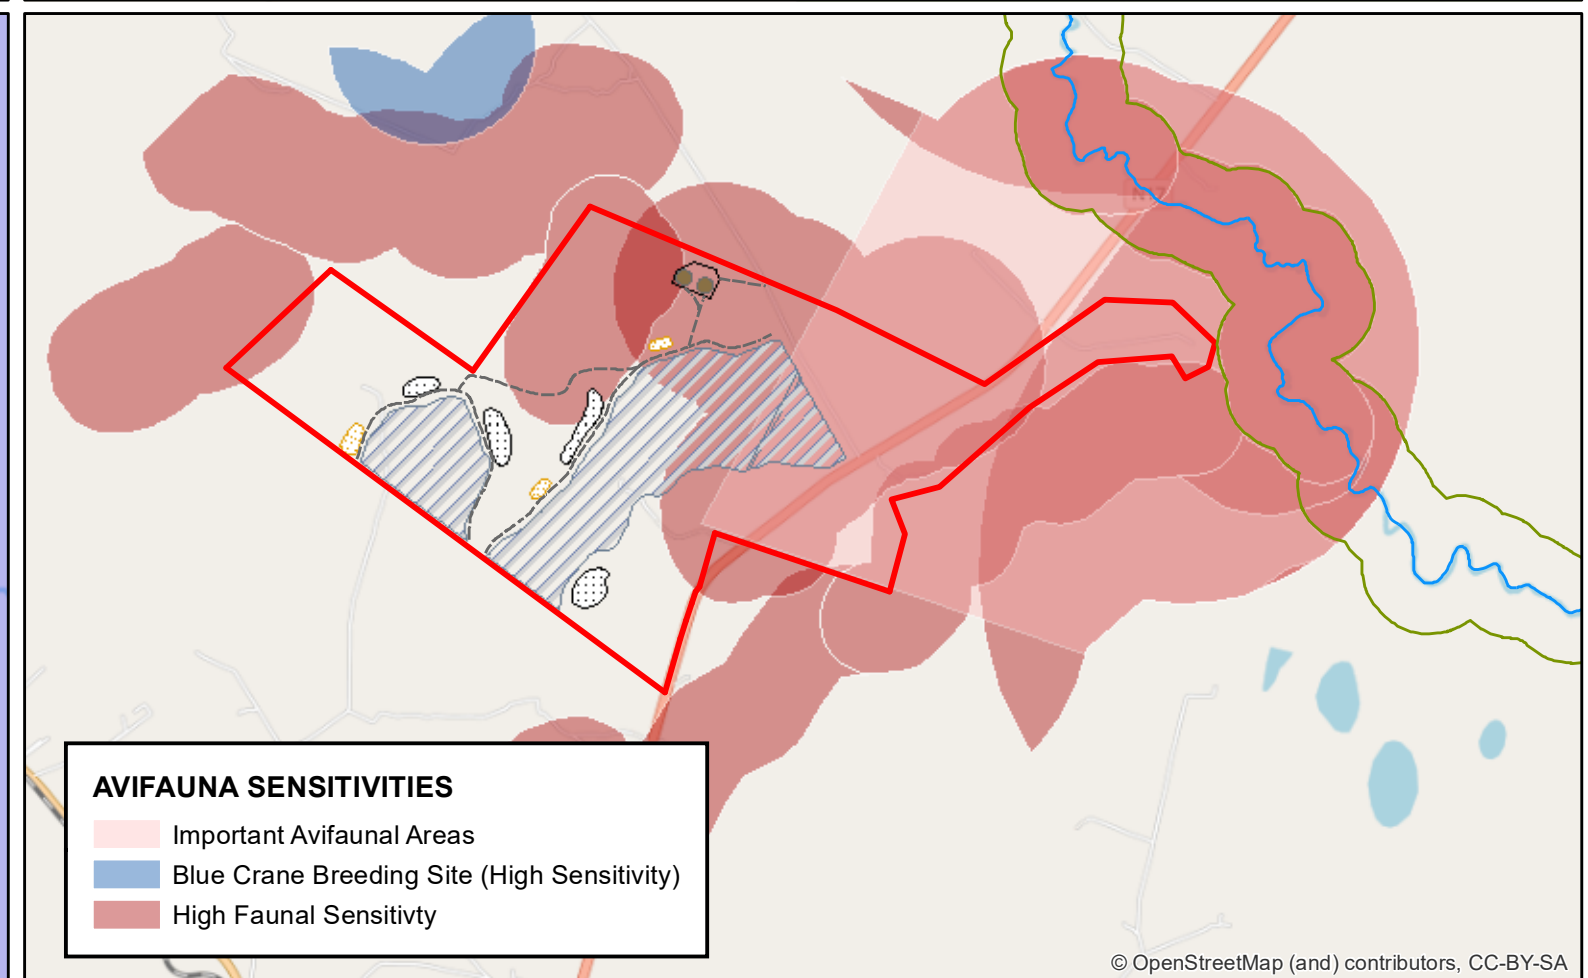 N17
AVIFAUNA SENSITIVITIES
Important Avifaunal Areas
Blue Crane Breeding Site (High Sensitivity)
High Faunal Sensitivty
© OpenStreetMap (and) contributors, CC-BY-SA